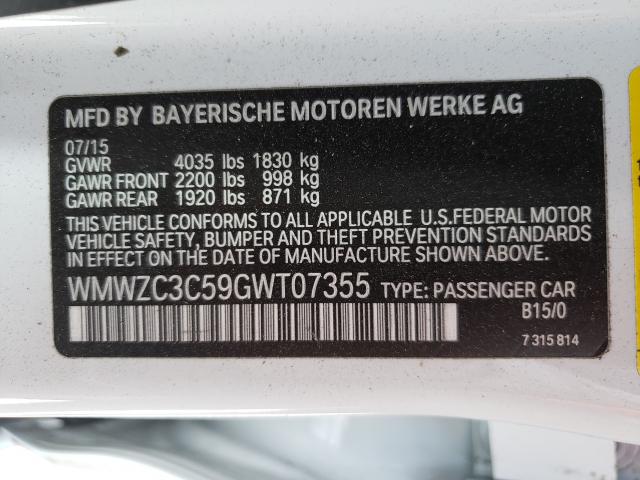 MFD BY BAYERISCHE MOTOREN WERKE AG
07/15
GVWR 4035 lbs 1830 kg
GAWR FRONT 2200 lbs 998 kg
GAWR REAR 1920 lbs 871 kg
THIS VEHICLE CONFORMS TO ALL APPLICABLE U.S.FEDERAL MOTOR
VEHICLE SAFETY, BUMPER AND THEFT PREVENTION STANDARDS
IN EFFECT ON THE DATE OF MANUFACTURE SHOWN ABOVE.
WMWZC3C59GWT07355 TYPE: PASSENGER CAR
B15/0
7 315 814